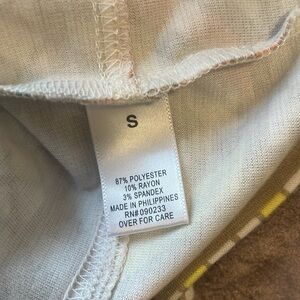 S
87% POLYESTER
10% RAYON
3% SPANDEX
MADE IN PHILIPPINES
RN#090233
OVER FOR CARE